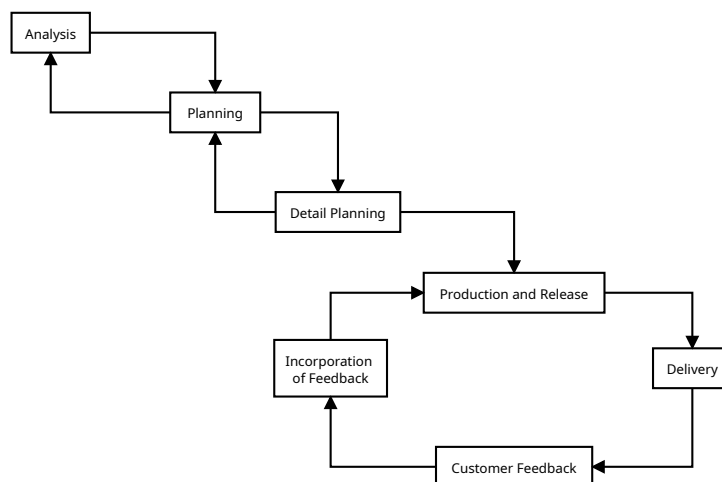 Analysis
Planning
Detail Planning
Production and Release
Incorporation
of Feedback
Delivery
Customer Feedback